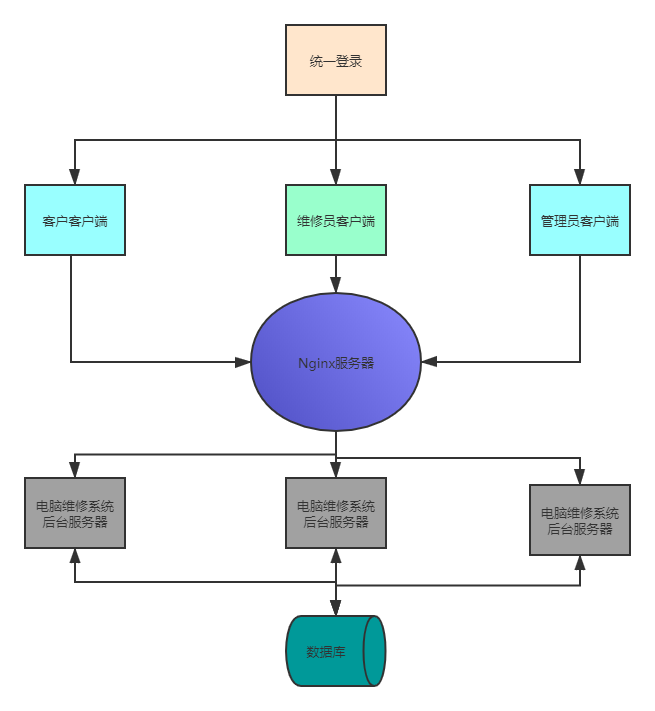 统一登录
客户客户端
维修员客户端
管理员客户端
Nginx服务器
电脑维修系统
后台服务器
电脑维修系统
后台服务器
电脑维修系统
后台服务器
数据库